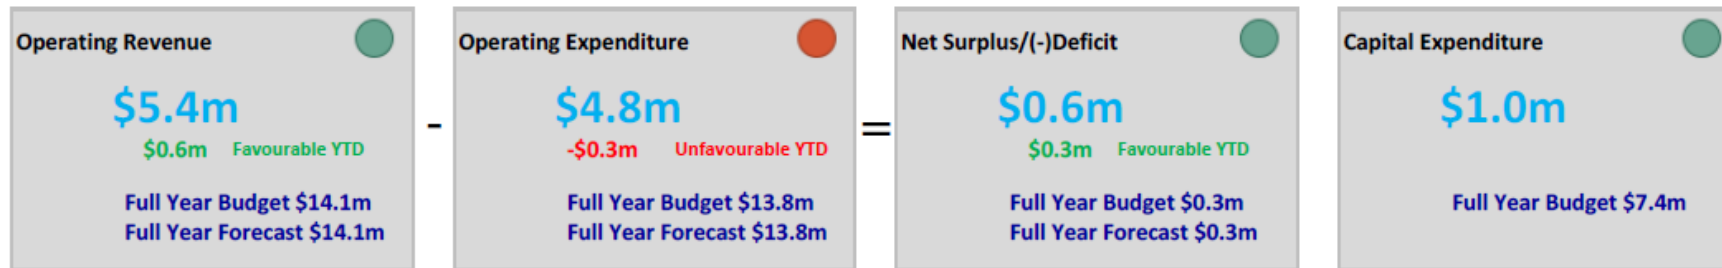 Operating Revenue
$5.4m
$0.6m Favourable YTD
Full Year Budget $14.1m
Full Year Forecast $14.1m
-
Operating Expenditure
$4.8m
-$0.3m Unfavourable YTD
Full Year Budget $13.8m
Full Year Forecast $13.8m
=
Net Surplus/(-)Deficit
$0.6m
$0.3m Favourable YTD
Full Year Budget $0.3m
Full Year Forecast $0.3m
Capital Expenditure
$1.0m
Full Year Budget $7.4m